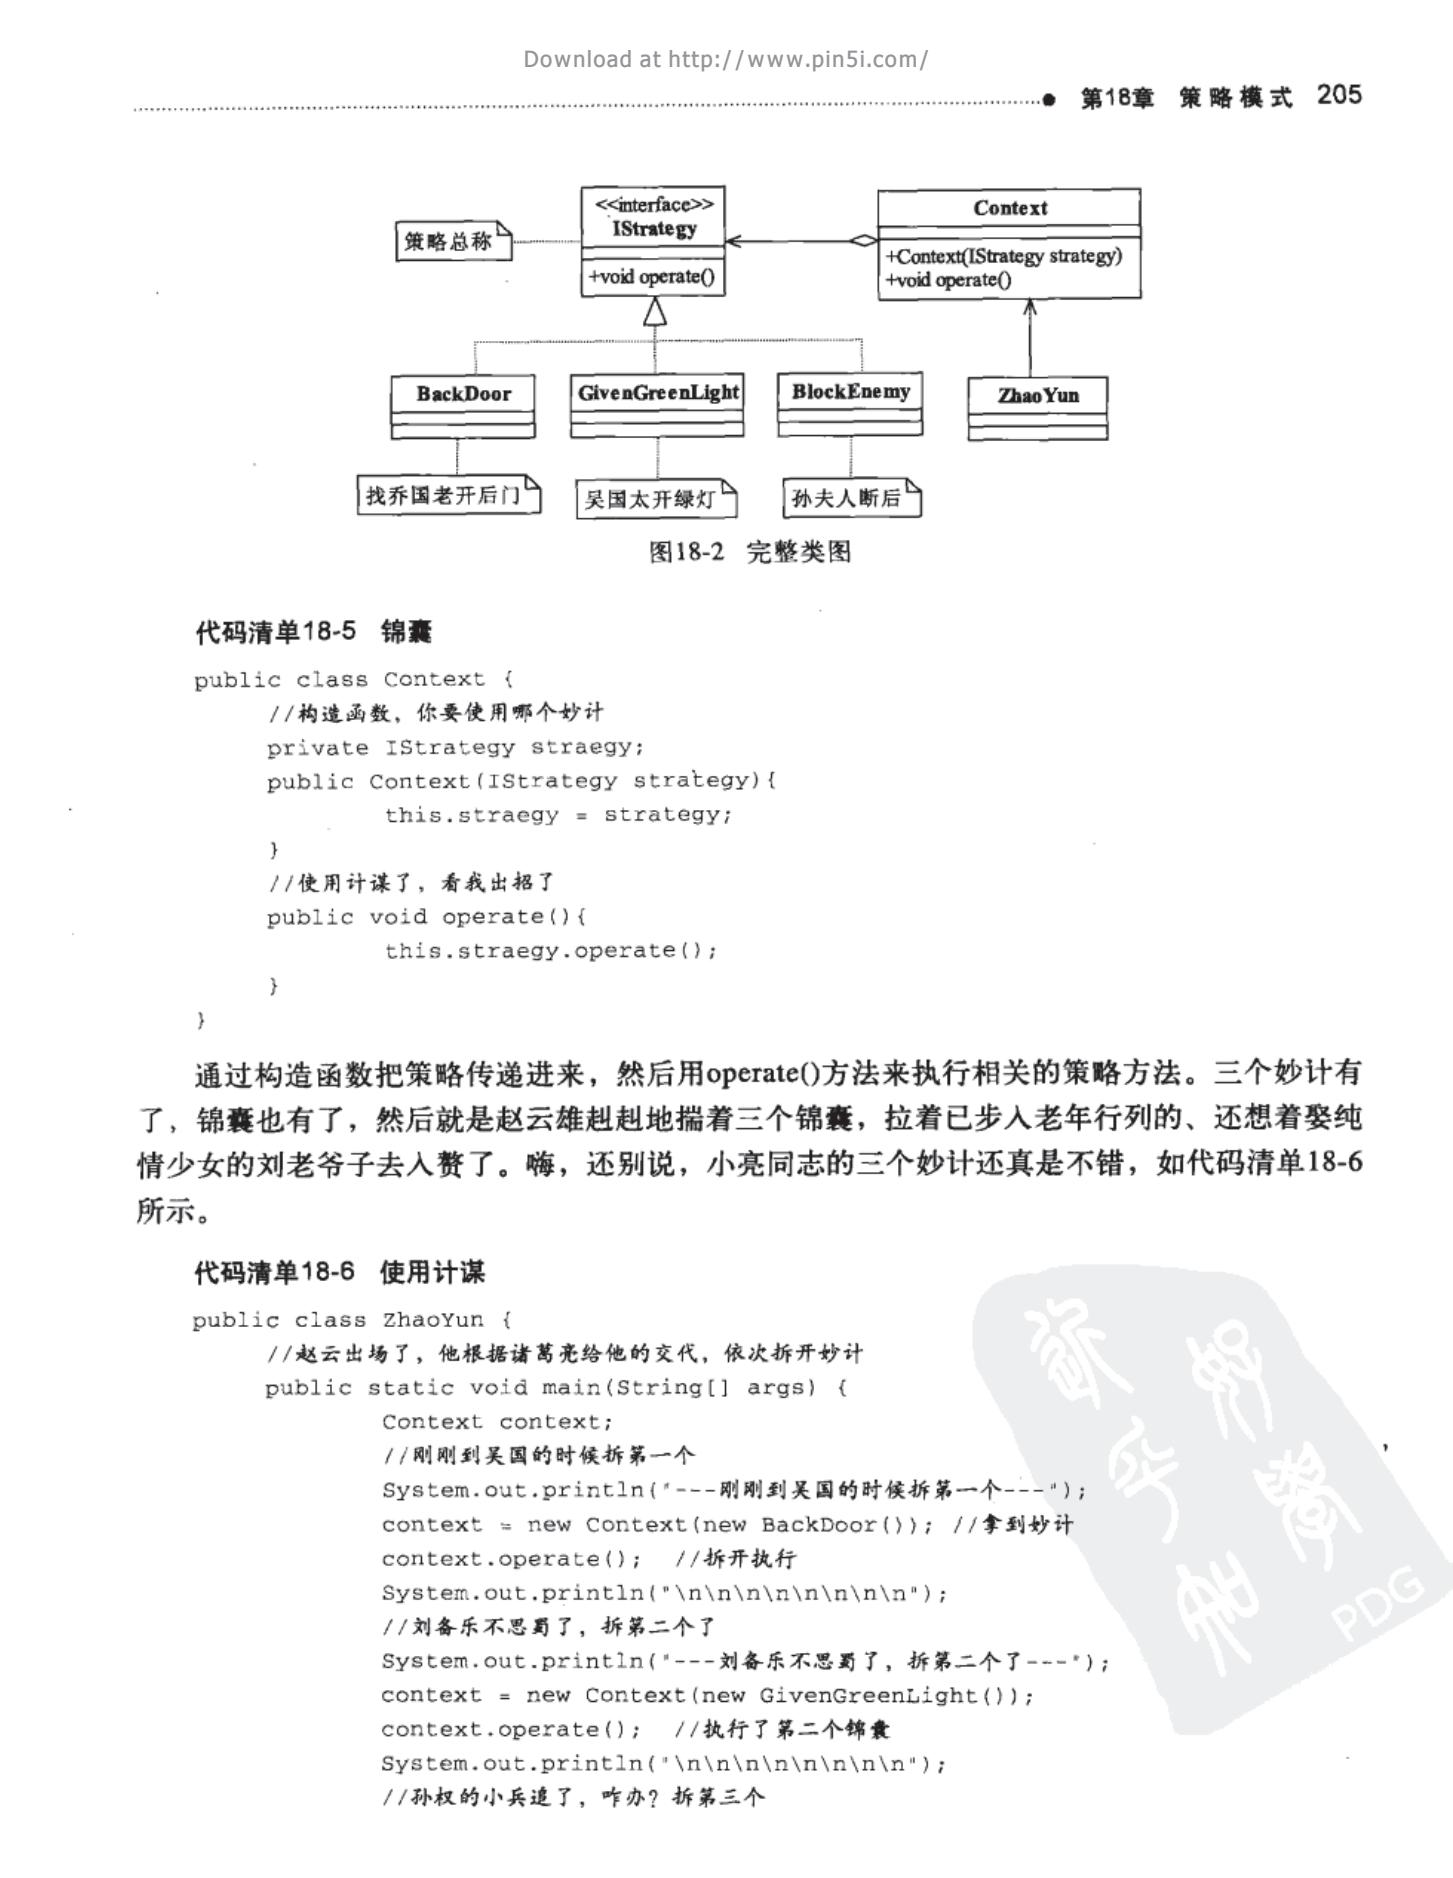 Download at http://www.pin5i.com/
第18章 策略模式 205
<<interface>>
IStrategy
+void operate()
Context
+Context(IStrategy strategy)
+void operate()
策略总称
BackDoor
GivenGreenLight
BlockEnemy
ZhaoYun
找乔国老开后门
吴国太开绿灯
孙夫人断后
图18-2 完整类图
代码清单18-5 锦囊
public class Context {
//构造函数，你要使用哪个妙计
private IStrategy straegy;
public Context(IStrategy strategy){
this.straegy = strategy;
}
//使用计谋了，看我出招了
public void operate(){
this.straegy.operate();
}
}
通过构造函数把策略传递进来，然后用operate()方法来执行相关的策略方法。三个妙计有
了，锦囊也有了，然后就是赵云雄赳赳地揣着三个锦囊，拉着已步入老年行列的、还想着娶纯
情少女的刘老爷子去入赘了。嗨，还别说，小亮同志的三个妙计还真是不错，如代码清单18-6
所示。
代码清单18-6 使用计谋
public class ZhaoYun {
//赵云出场了，他根据诸葛亮给他的交代，依次拆开妙计
public static void main(String[] args) {
Context context;
//刚刚到吴国的时候拆第一个
System.out.println("---刚刚到吴国的时候拆第一个---");
context = new Context(new BackDoor()); //拿到妙计
context.operate(); //拆开执行
System.out.println("\n\n\n\n\n\n\n\n");
//刘备乐不思蜀了，拆第二个了
System.out.println("---刘备乐不思蜀了，拆第二个了---");
context = new Context(new GivenGreenLight());
context.operate(); //执行了第二个锦囊
System.out.println("\n\n\n\n\n\n\n\n");
//孙权的小兵追了，咋办？拆第三个
PDG